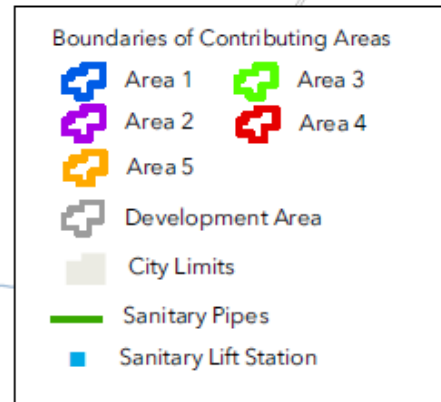 Boundaries of Contributing Areas
Area 1 Area 3
Area 2 Area 4
Area 5
Development Area
City Limits
Sanitary Pipes
Sanitary Lift Station